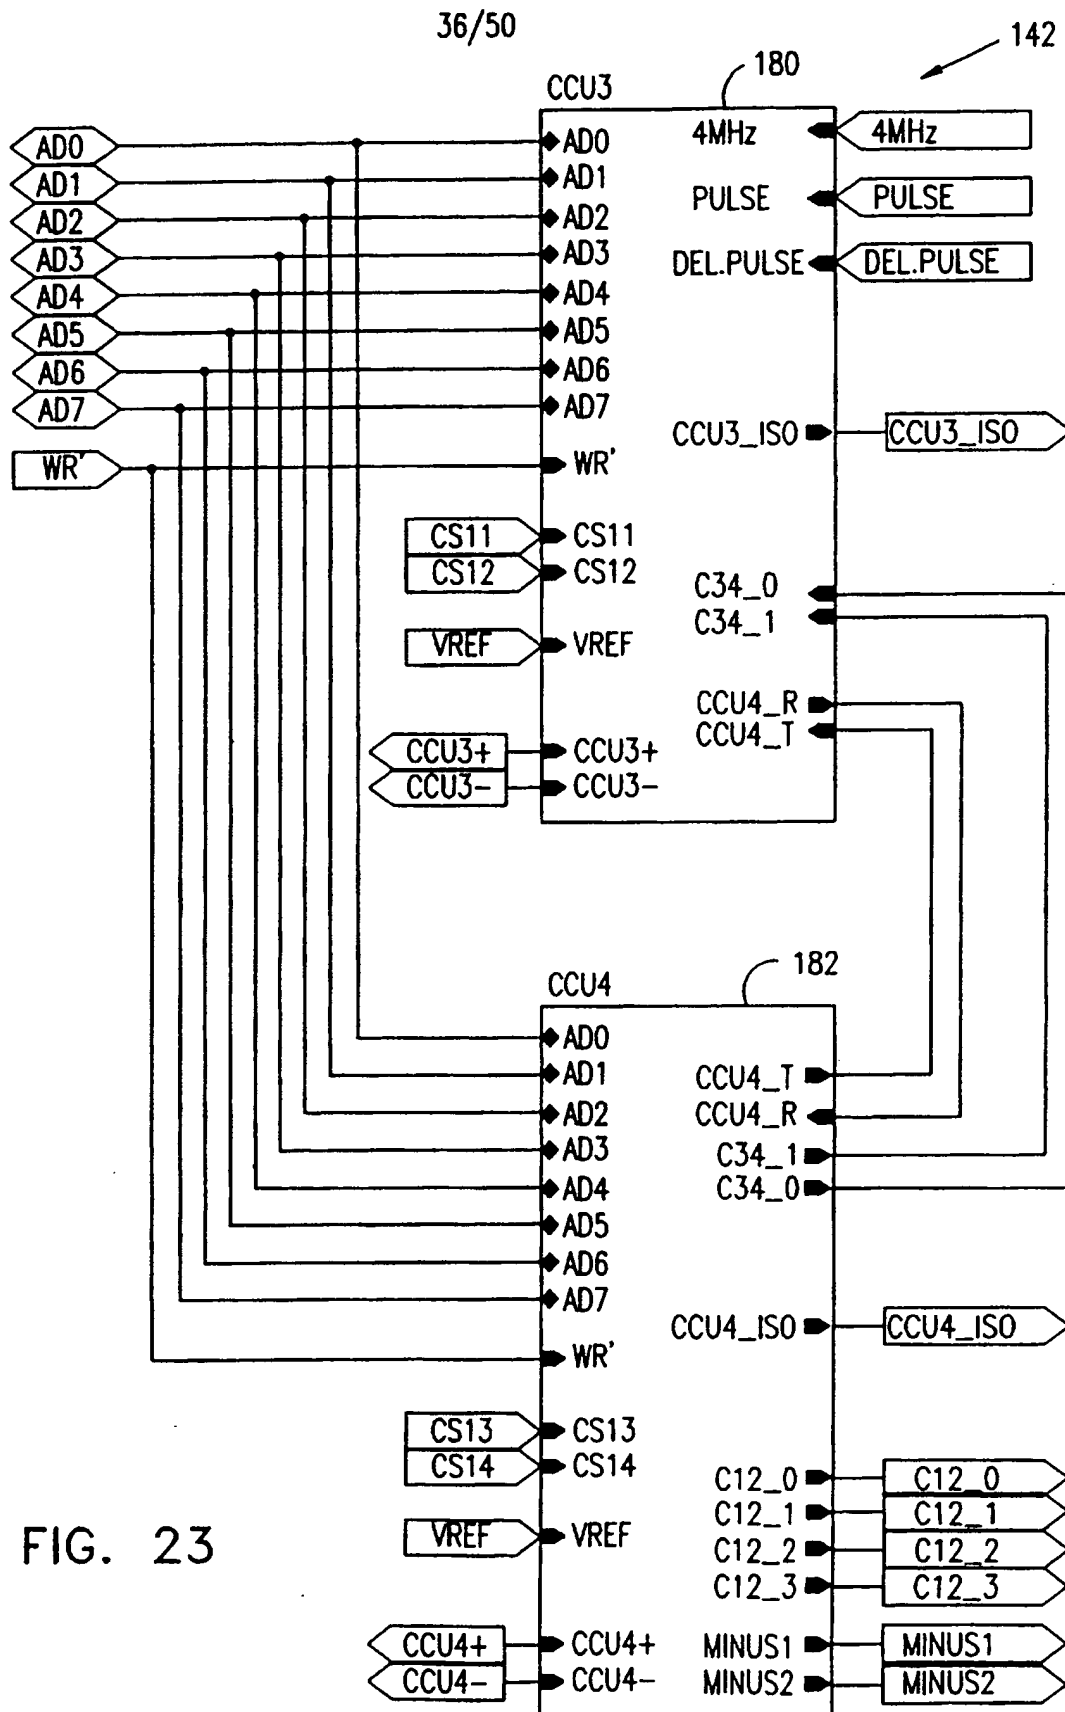 36/50
142
180
CCU3
AD0 AD0 4MHz 4MHz
AD1 AD1
AD2 AD2 PULSE PULSE
AD3 AD3 DEL.PULSE DEL.PULSE
AD4 AD4
AD5 AD5
AD6 AD6
AD7 AD7
CCU3_ISO CCU3_ISO
WR' WR'
CS11 CS11
CS12 CS12
C34_0
C34_1
VREF VREF
CCU4_R
CCU4_T
CCU3+ CCU3+
CCU3- CCU3-
182
CCU4
AD0
AD1 CCU4_T
AD2 CCU4_R
AD3 C34_1
AD4 C34_0
AD5
AD6
AD7
CCU4_ISO CCU4_ISO
WR'
CS13 CS13
CS14 CS14
C12_0 C12_0
C12_1 C12_1
VREF VREF
C12_2 C12_2
C12_3 C12_3
FIG. 23
CCU4+ CCU4+ MINUS1 MINUS1
CCU4- CCU4- MINUS2 MINUS2